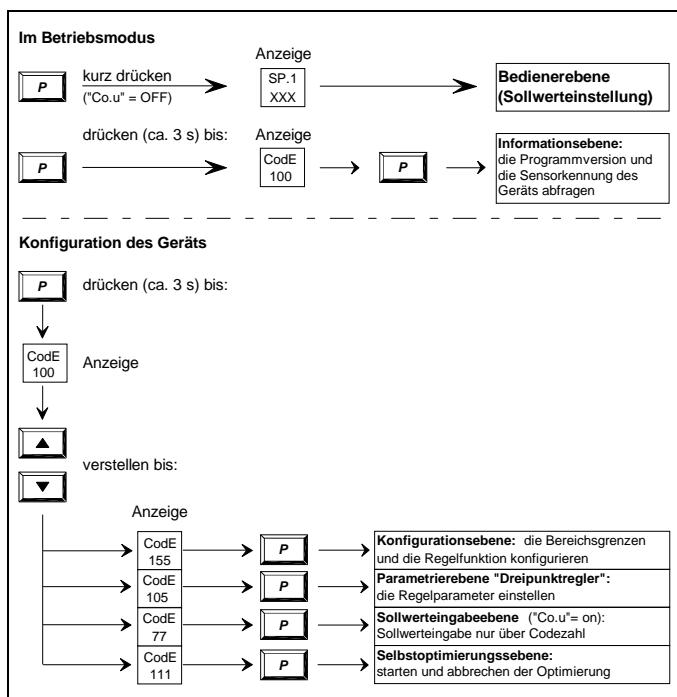 Im Betriebsmodus
Anzeige
P
kurz drücken
("Co.u" = OFF)
SP.1
XXX
Bedienerebene
(Sollwerteinstellung)
drücken (ca. 3 s) bis:
Anzeige
P
CodE
100
P
Informationsebene:
die Programmversion und
die Sensorkennung des
Geräts abfragen
Konfiguration des Geräts
P
drücken (ca. 3 s) bis:
CodE
100
Anzeige
▲
▼
verstellen bis:
Anzeige
CodE
155
P
Konfigurationsebene: die Bereichsgrenzen
und die Regelfunktion konfigurieren
CodE
105
P
Parametrierebene "Dreipunktregler":
die Regelparameter einstellen
CodE
77
P
Sollwerteingabeebene ("Co.u"= on):
Sollwerteingabe nur über Codezahl
CodE
111
P
Selbstoptimierungssebene:
starten und abbrechen der Optimierung